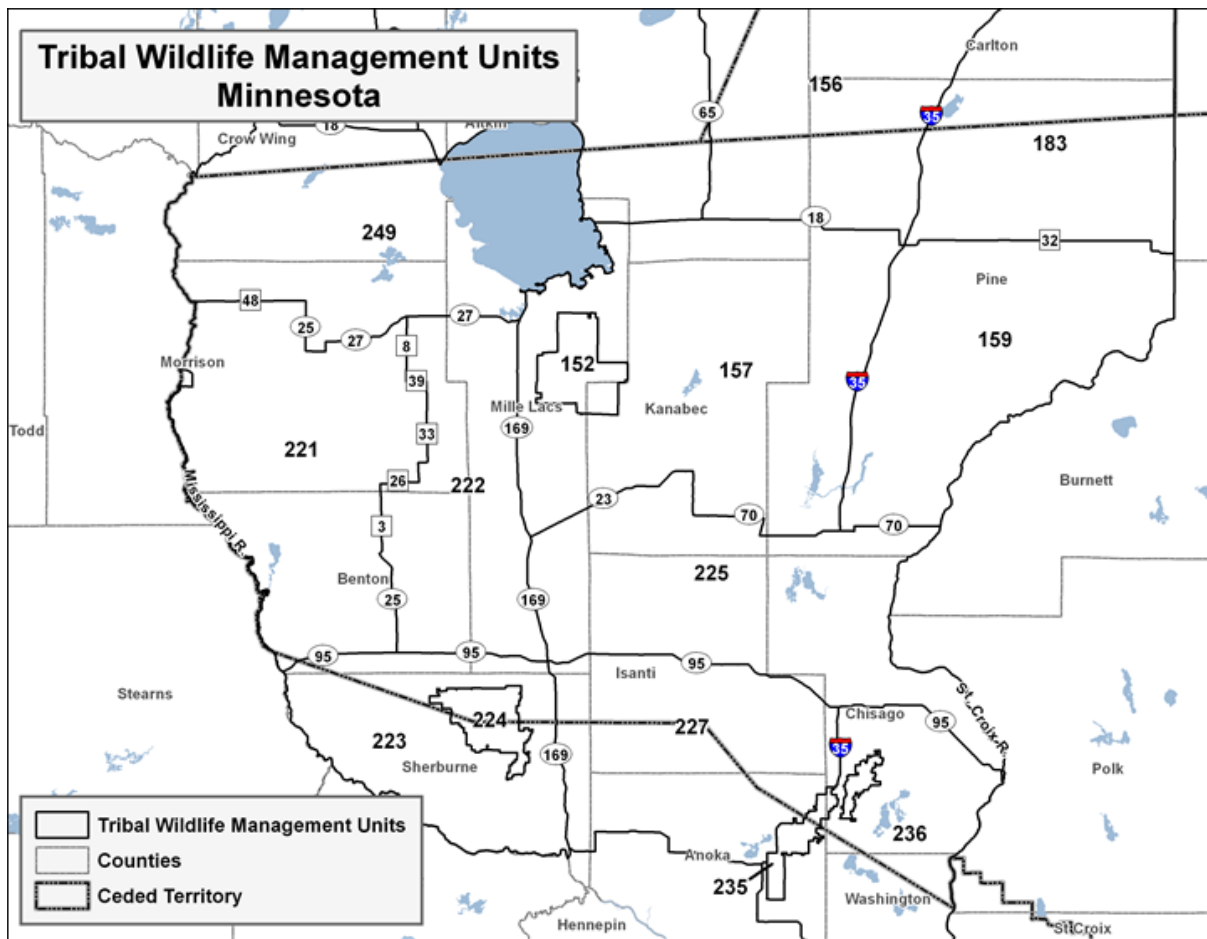 Tribal Wildlife Management Units
Minnesota
Carlton
156
65
35
Aitkin
18
Crow Wing
183
18
249
32
Pine
48
27
25
27
8
159
Morrison
152
157
35
39
Mille Lacs
Kanabec
Todd
169
33
221
Burnett
26
222
23
Mississippi R.
70
70
3
225
Benton
25
169
95
95
95
Isanti
Stearns
St. Croix R.
224
227
Chisago
95
223
169
35
Sherburne
Polk
Tribal Wildlife Management Units
Counties
Ceded Territory
236
Anoka
235
Washington
Hennepin
St Croix